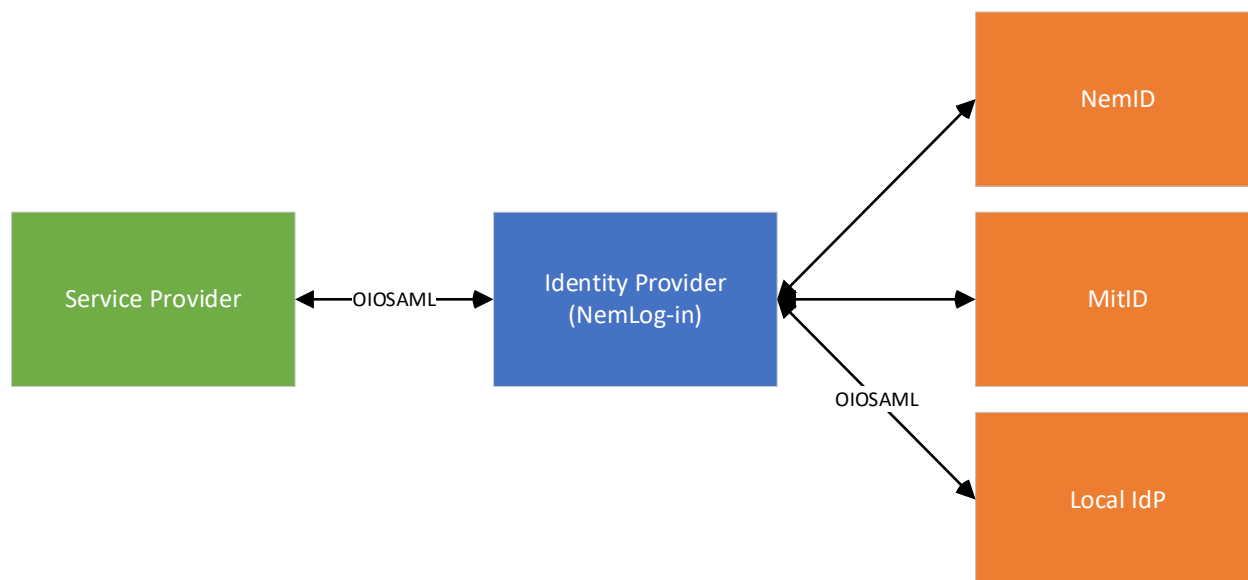 NemID
Service Provider
OIOSAML
Identity Provider
(NemLog-in)
MitID
OIOSAML
Local IdP